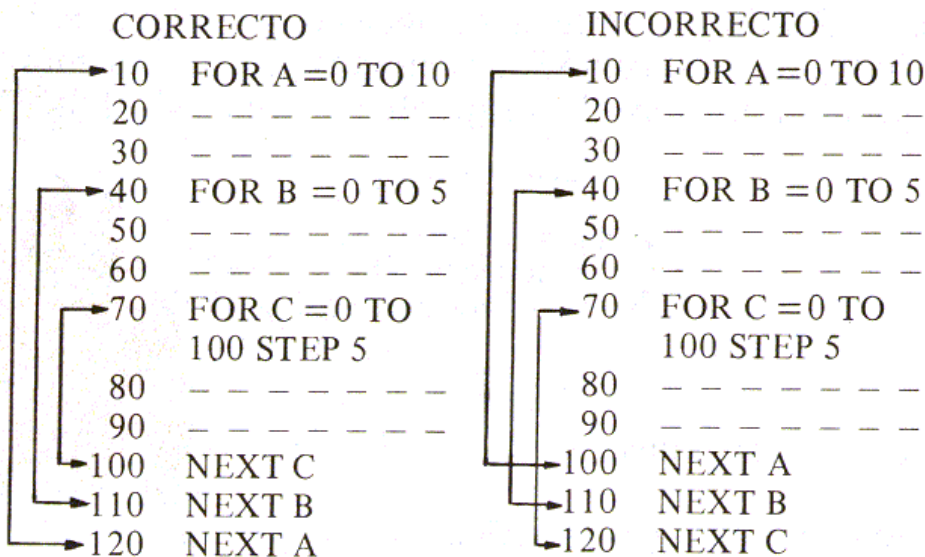 CORRECTO
10 FOR A =0 TO 10
20 – – – – – – –
30 – – – – – – –
40 FOR B =0 TO 5
50 – – – – – – –
60 – – – – – – –
70 FOR C =0 TO
100 STEP 5
80 – – – – – – –
90 – – – – – – –
100 NEXT C
110 NEXT B
120 NEXT A
INCORRECTO
10 FOR A =0 TO 10
20 – – – – – – –
30 – – – – – – –
40 FOR B =0 TO 5
50 – – – – – – –
60 – – – – – – –
70 FOR C =0 TO
100 STEP 5
80 – – – – – – –
90 – – – – – – –
100 NEXT A
110 NEXT B
120 NEXT C